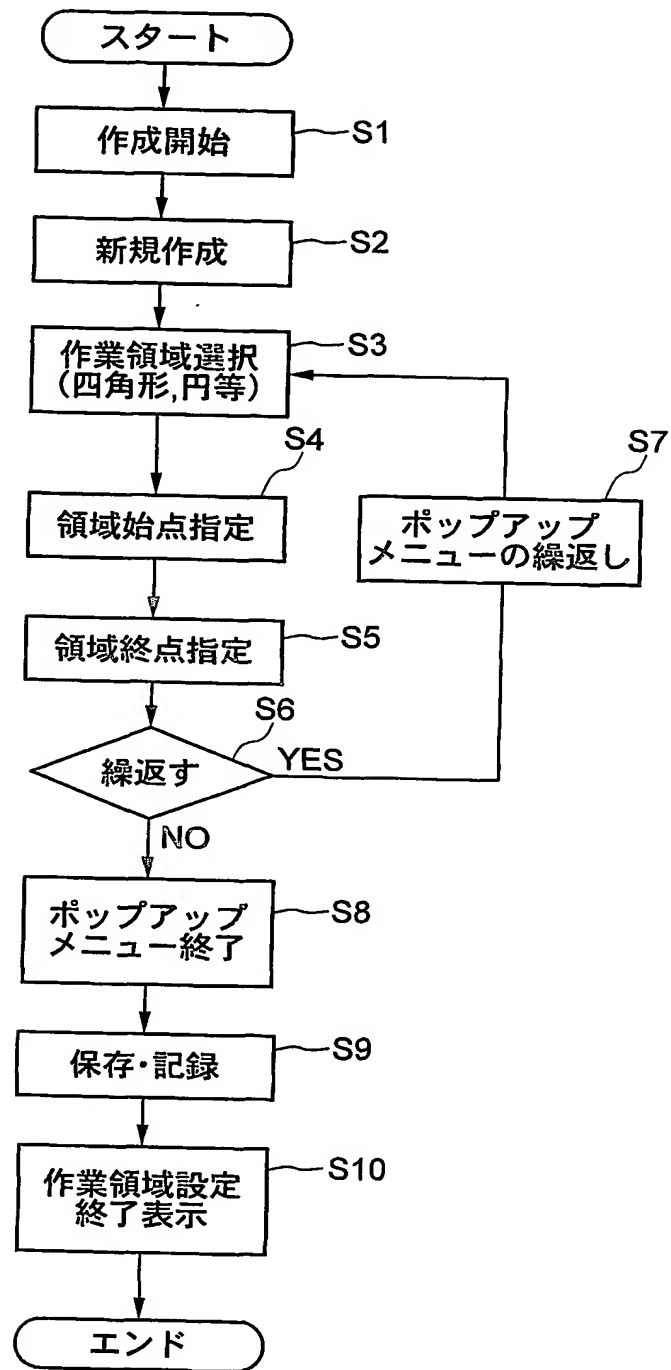 スタート
作成開始
S1
新規作成
S2
作業領域選択
(四角形,円等)
S3
領域始点指定
S4
領域終点指定
S5
繰返す
S6
YES
NO
ポップアップ
メニューの繰返し
S7
ポップアップ
メニュー終了
S8
保存・記録
S9
作業領域設定
終了表示
S10
エンド